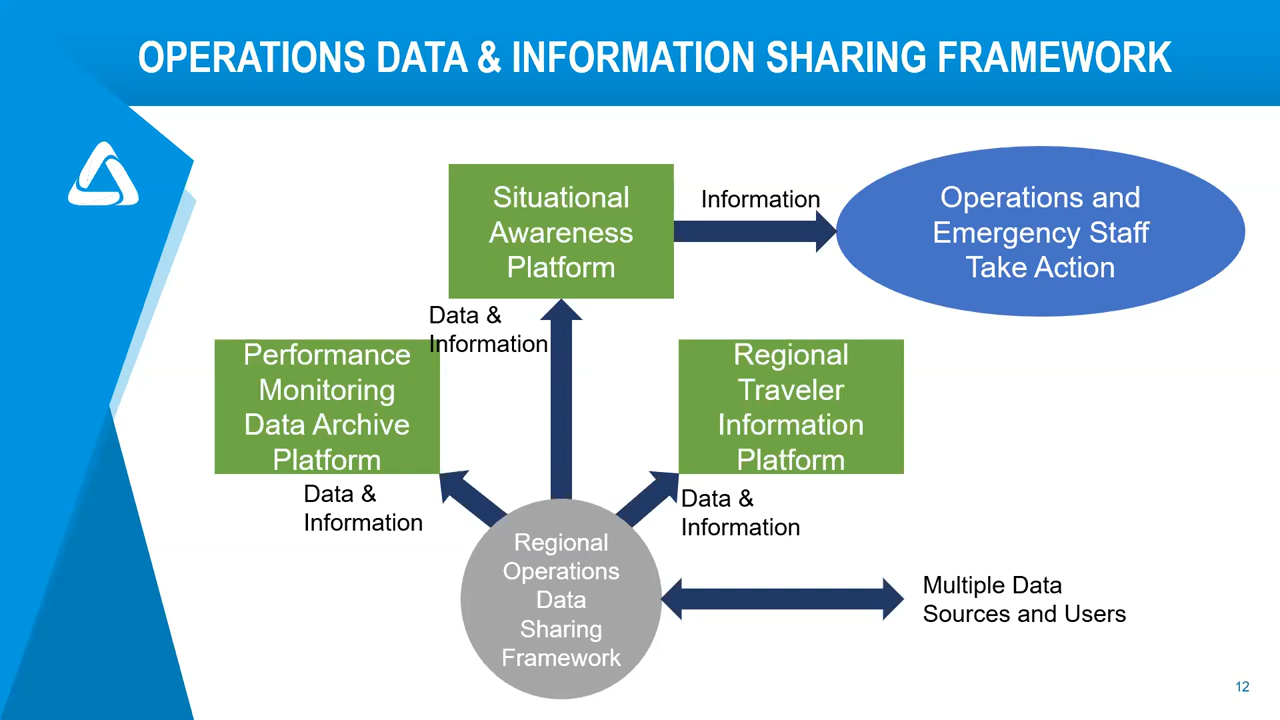 OPERATIONS DATA & INFORMATION SHARING FRAMEWORK
Situational
Awareness
Platform
Information
Operations and
Emergency Staff
Take Action
Data &
Information
Performance
Monitoring
Data Archive
Platform
Regional
Traveler
Information
Platform
Data &
Information
Data &
Information
Regional
Operations
Data
Sharing
Framework
Multiple Data
Sources and Users
12